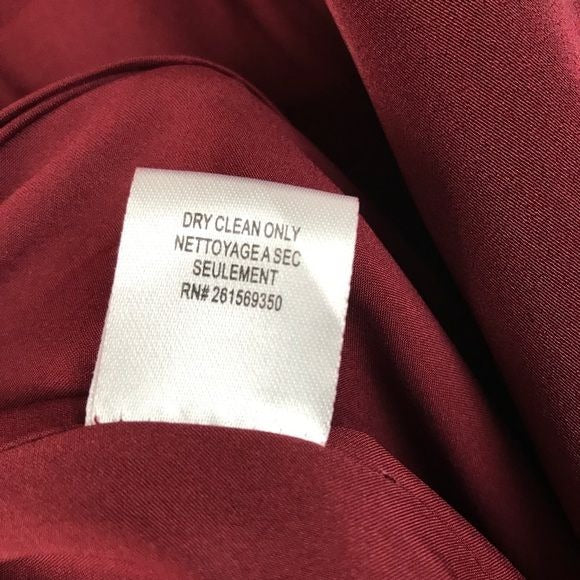 DRY CLEAN ONLY
NETTOYAGE A SEC
SEULEMENT
RN# 261569350